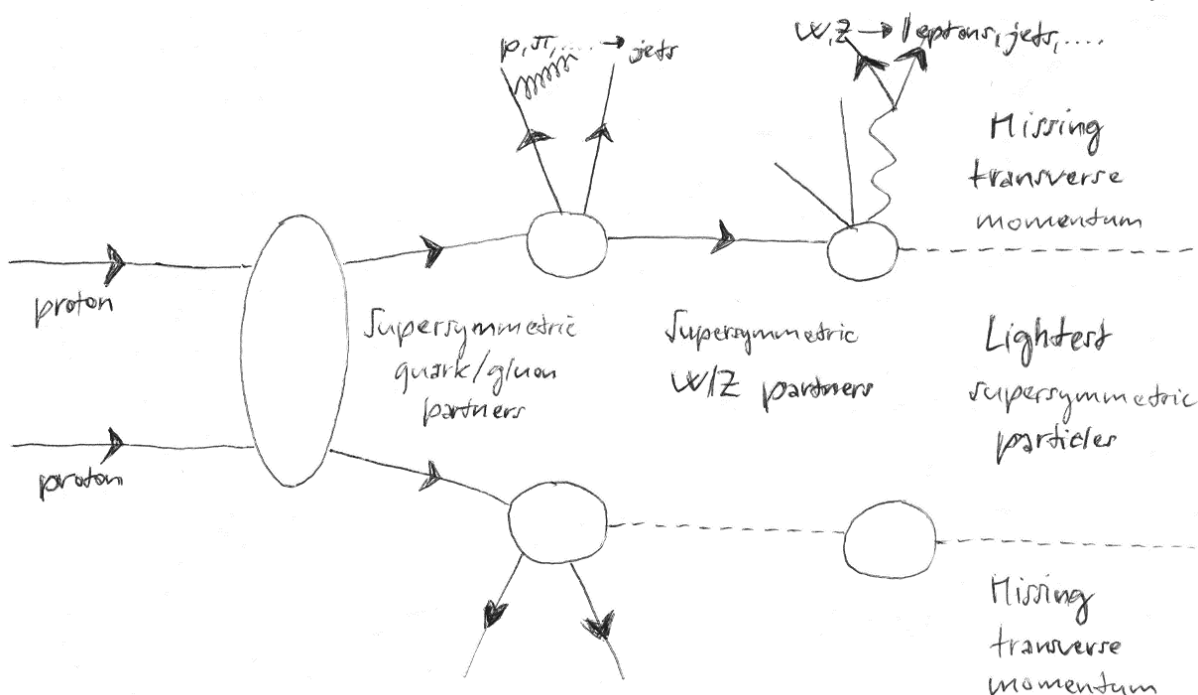 p, π, .... → jets
W, Z → leptons, jets, ....
Missing
transverse
momentum
proton
Supersymmetric
quark/gluon
partners
Supersymmetric
W/Z partners
Lightest
supersymmetric
particles
proton
Missing
transverse
momentum